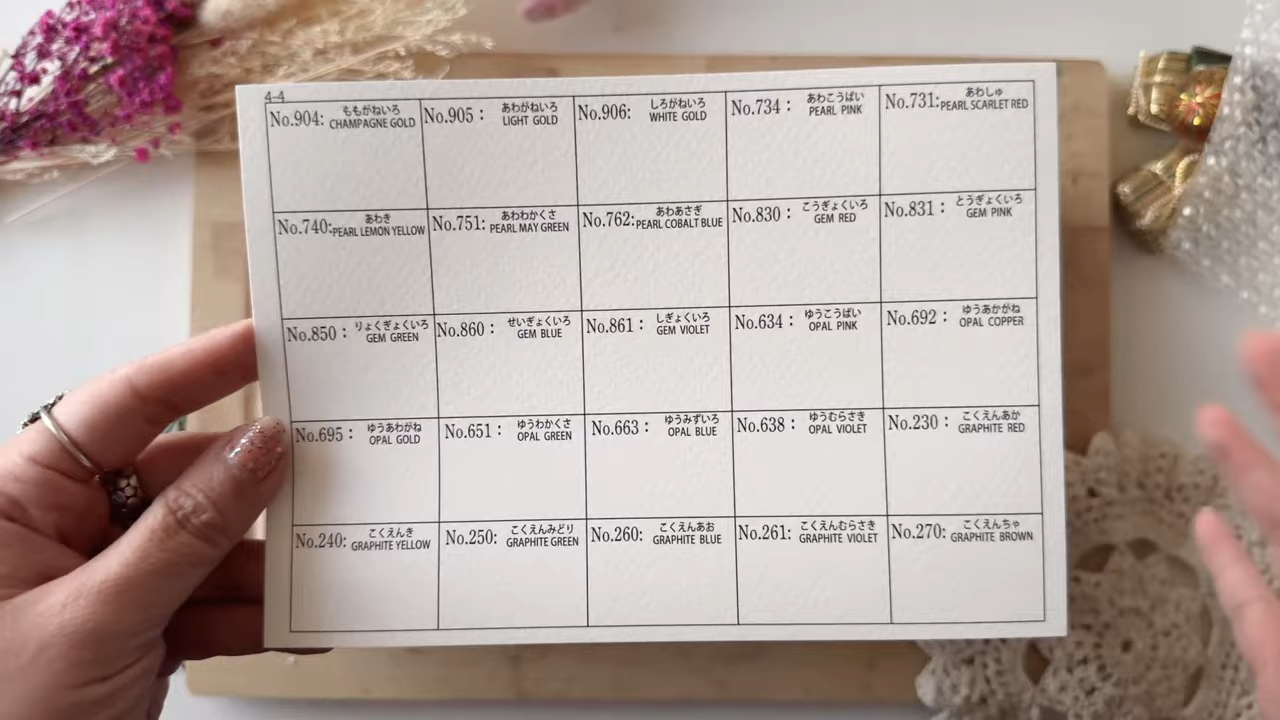 4-4
No.904: ももがねいろ
CHAMPAGNE GOLD
No.905: あわがねいろ
LIGHT GOLD
No.906: しろがねいろ
WHITE GOLD
No.734: あわこうばい
PEARL PINK
No.731: あわしゅ
PEARL SCARLET RED
No.740: あわき
PEARL LEMON YELLOW
No.751: あわわかくさ
PEARL MAY GREEN
No.762: あわあさぎ
PEARL COBALT BLUE
No.830: こうぎょくいろ
GEM RED
No.831: とうぎょくいろ
GEM PINK
No.850: りょくぎょくいろ
GEM GREEN
No.860: せいぎょくいろ
GEM BLUE
No.861: しぎょくいろ
GEM VIOLET
No.634: ゆうこうばい
OPAL PINK
No.692: ゆうあかがね
OPAL COPPER
No.695: ゆうあわがね
OPAL GOLD
No.651: ゆうわかくさ
OPAL GREEN
No.663: ゆうみずいろ
OPAL BLUE
No.638: ゆうむらさき
OPAL VIOLET
No.230: こくえんあか
GRAPHITE RED
No.240: こくえんき
GRAPHITE YELLOW
No.250: こくえんみどり
GRAPHITE GREEN
No.260: こくえんあお
GRAPHITE BLUE
No.261: こくえんむらさき
GRAPHITE VIOLET
No.270: こくえんちゃ
GRAPHITE BROWN